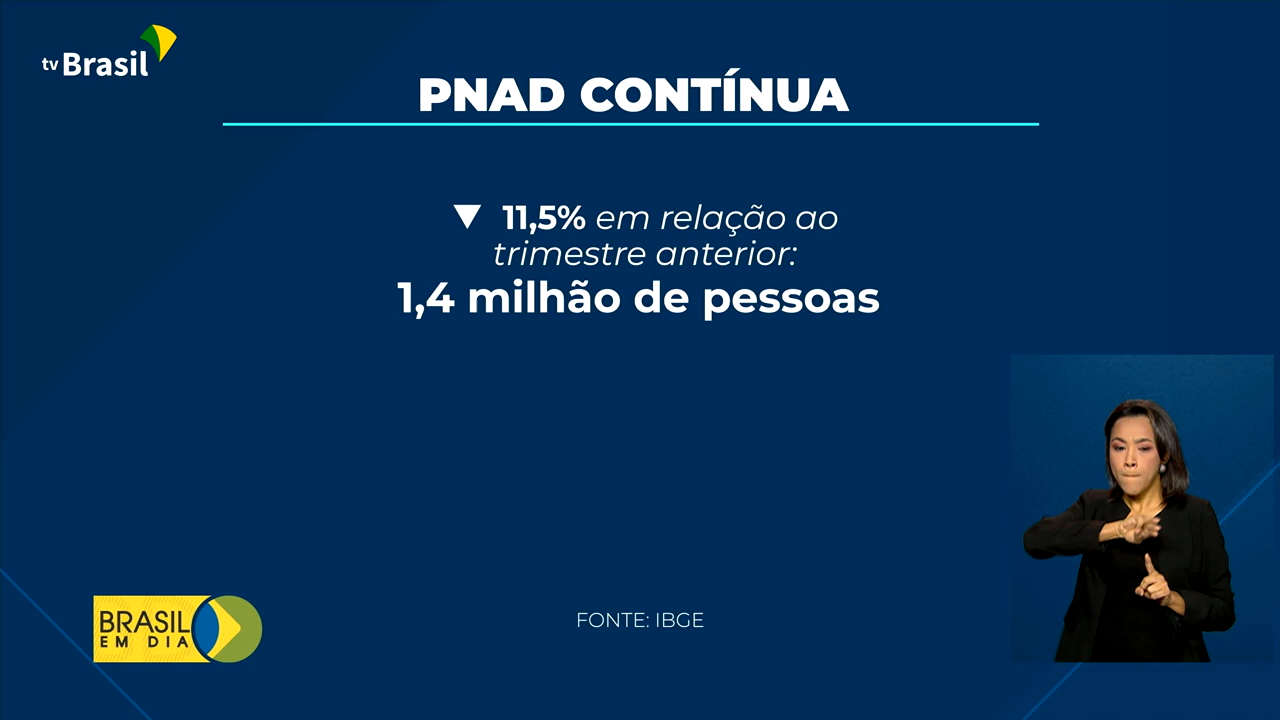 tv Brasil
PNAD CONTÍNUA
▼ 11,5% em relação ao
trimestre anterior:
1,4 milhão de pessoas
BRASIL
EM DIA
FONTE: IBGE